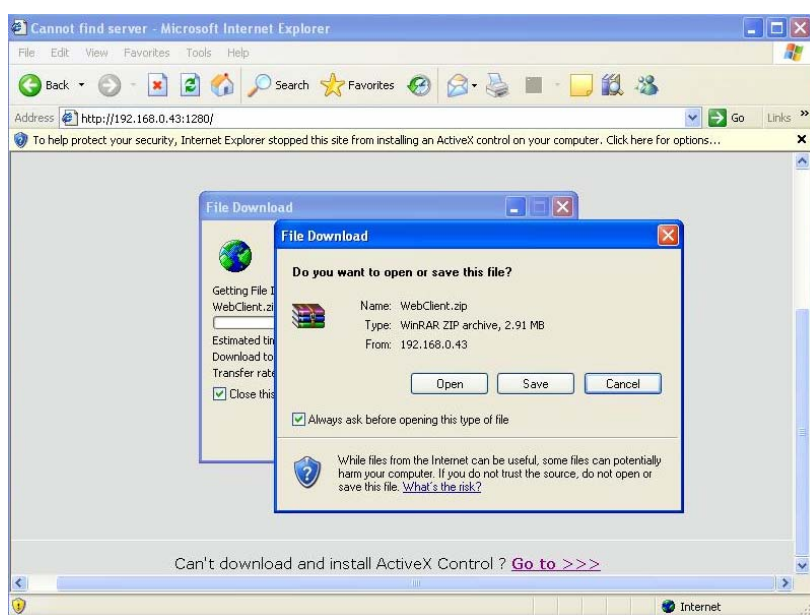 Cannot find server - Microsoft Internet Explorer
File Edit View Favorites Tools Help
Back Search Favorites
Address http://192.168.0.43:1280/ Go Links »
To help protect your security, Internet Explorer stopped this site from installing an ActiveX control on your computer. Click here for options...
File Download
File Download
Do you want to open or save this file?
Getting File I
WebClient.zi
Name: WebClient.zip
Type: WinRAR ZIP archive, 2.91 MB
From: 192.168.0.43
Estimated tim
Download to
Transfer rate
Close this
Open Save Cancel
Always ask before opening this type of file
While files from the Internet can be useful, some files can potentially
harm your computer. If you do not trust the source, do not open or
save this file. What's the risk?
Can't download and install ActiveX Control ? Go to >>>
Internet